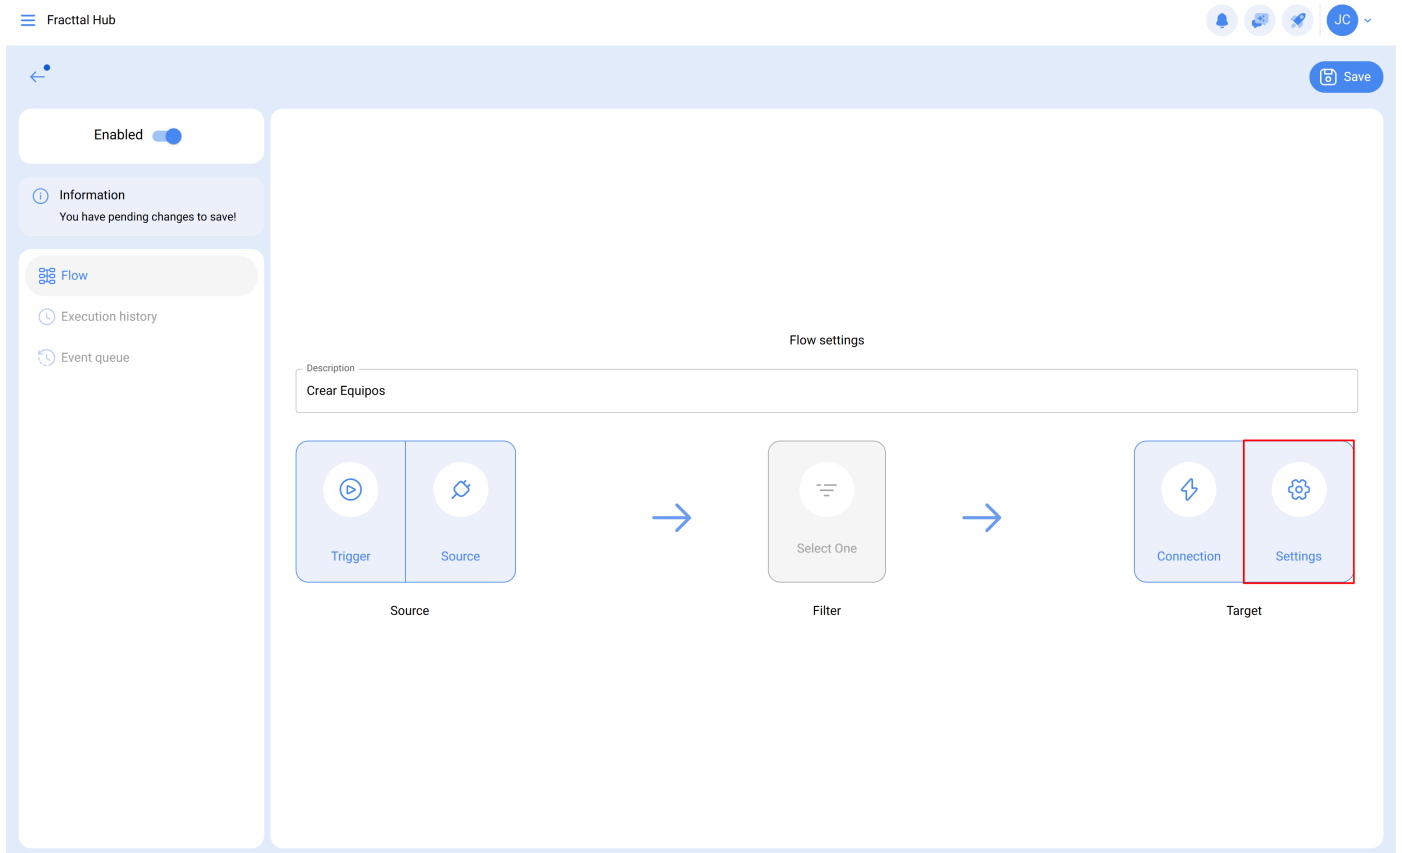 Fracttal Hub
JC
Save
Enabled
Information
You have pending changes to save!
Flow
Execution history
Event queue
Flow settings
Description
Crear Equipos
Trigger
Source
Select One
Connection
Settings
Source
Filter
Target